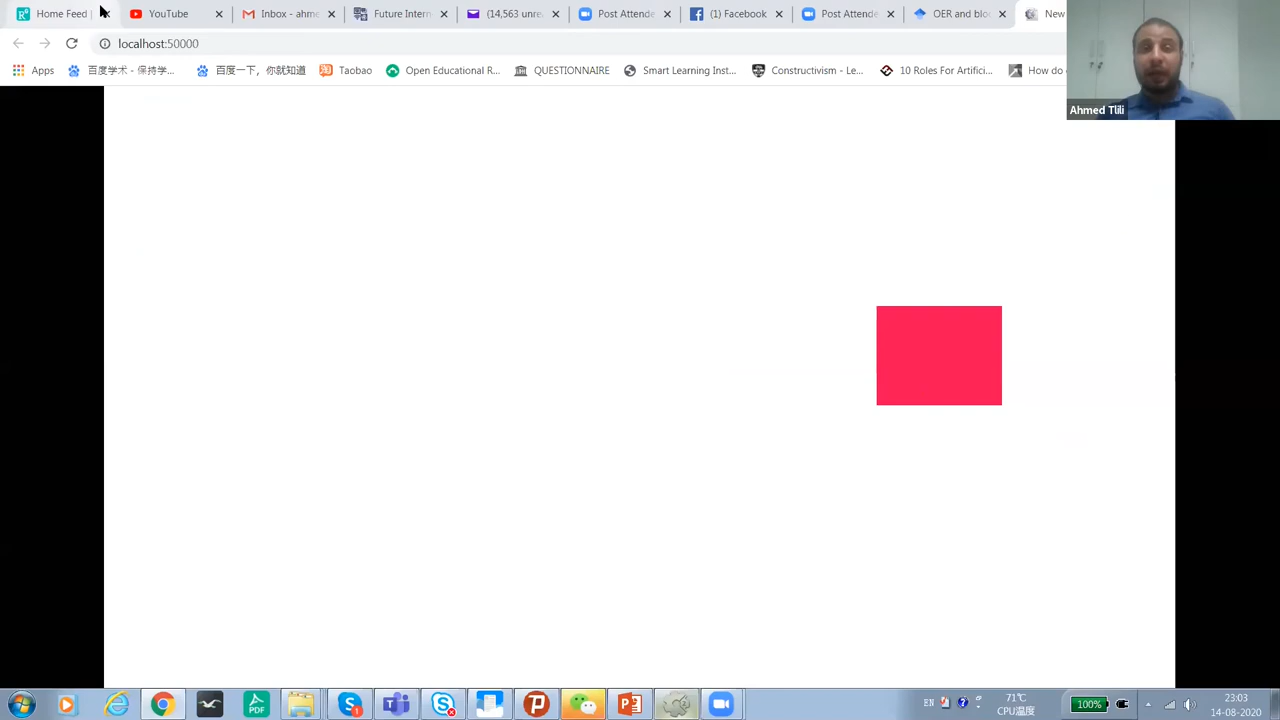 Home Feed
YouTube
Inbox - ahme
Future Intern
(14,563 unre
Post Attende
(1) Facebook
Post Attende
OER and bloc
New
localhost:50000
Apps
百度学术 - 保持学...
百度一下，你就知道
Taobao
Open Educational R...
QUESTIONNAIRE
Smart Learning Inst...
Constructivism - Le...
10 Roles For Artifici...
How do
Ahmed Tlili
PDF
EN
71℃
CPU温度
100%
23:03
14-08-2020